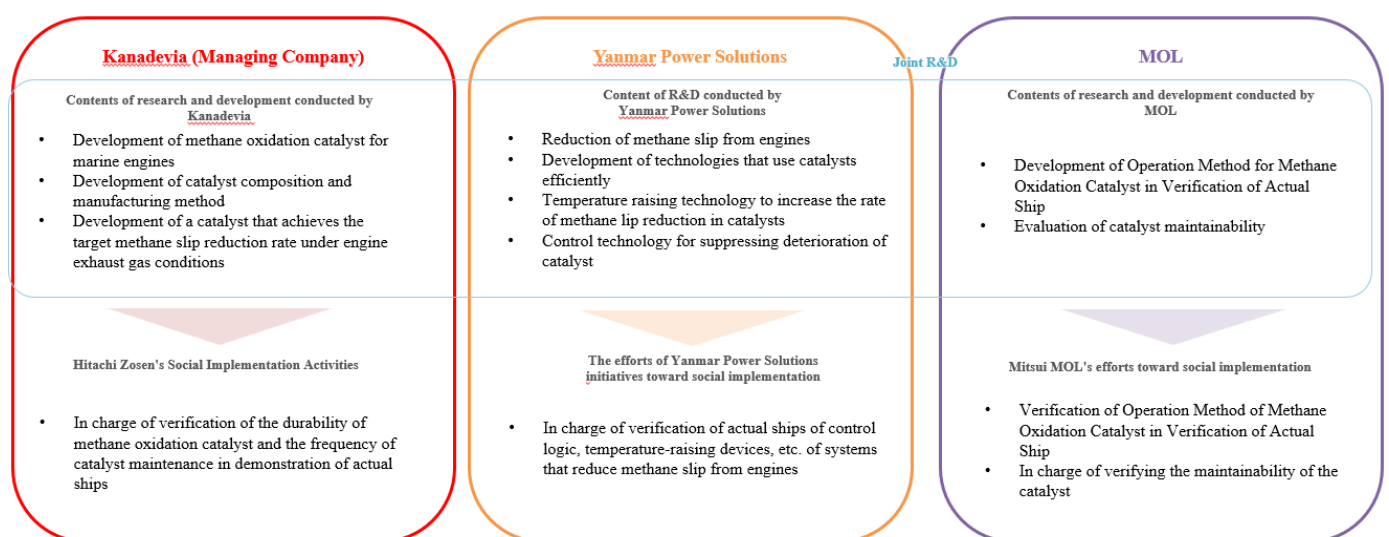 Kanadevia (Managing Company)
Contents of research and development conducted by
Kanadevia
• Development of methane oxidation catalyst for
marine engines
• Development of catalyst composition and
manufacturing method
• Development of a catalyst that achieves the
target methane slip reduction rate under engine
exhaust gas conditions
Hitachi Zosen's Social Implementation Activities
• In charge of verification of the durability of
methane oxidation catalyst and the frequency of
catalyst maintenance in demonstration of actual
ships
Yanmar Power Solutions
Content of R&D conducted by
Yanmar Power Solutions
• Reduction of methane slip from engines
• Development of technologies that use catalysts
efficiently
• Temperature raising technology to increase the rate
of methane lip reduction in catalysts
• Control technology for suppressing deterioration of
catalyst
The efforts of Yanmar Power Solutions
initiatives toward social implementation
• In charge of verification of actual ships of control
logic, temperature-raising devices, etc. of systems
that reduce methane slip from engines
Joint R&D
MOL
Contents of research and development conducted by
MOL
• Development of Operation Method for Methane
Oxidation Catalyst in Verification of Actual
Ship
• Evaluation of catalyst maintainability
Mitsui MOL's efforts toward social implementation
• Verification of Operation Method of Methane
Oxidation Catalyst in Verification of Actual
Ship
• In charge of verifying the maintainability of the
catalyst